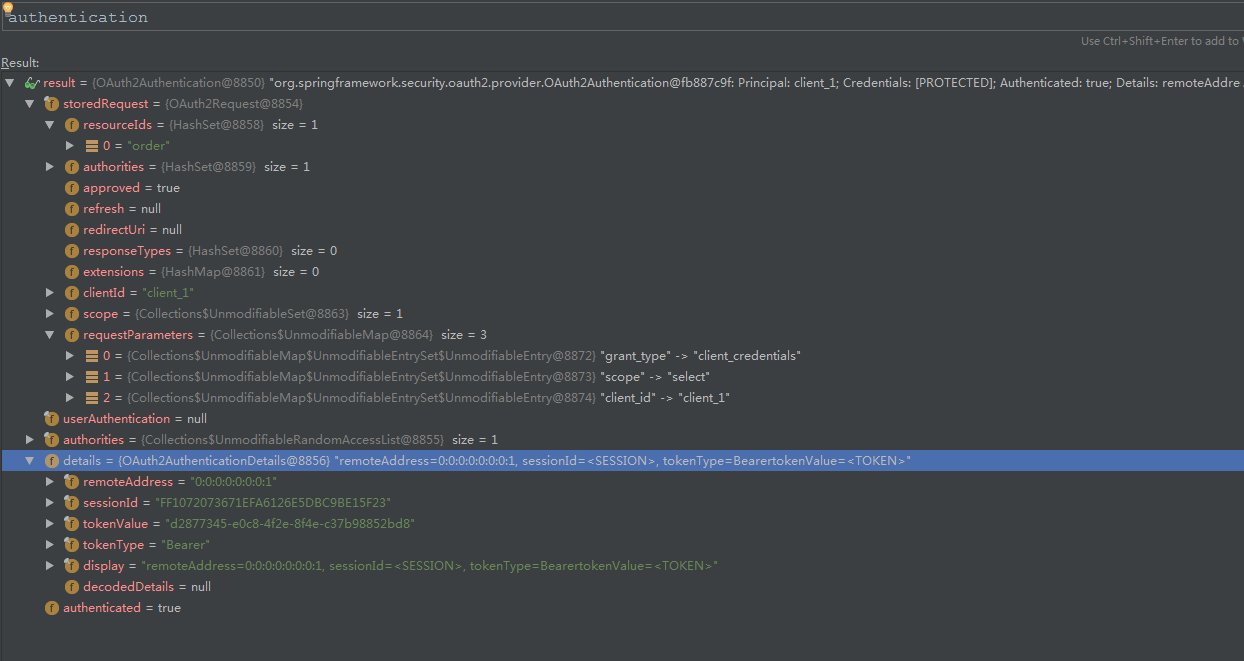 authentication
Use Ctrl+Shift+Enter to add to
Result:
result = {OAuth2Authentication@8850} "org.springframework.security.oauth2.provider.OAuth2Authentication@fb887c9f: Principal: client_1; Credentials: [PROTECTED]; Authenticated: true; Details: remoteAddre
storedRequest = {OAuth2Request@8854}
resourceIds = {HashSet@8858} size = 1
0 = "order"
authorities = {HashSet@8859} size = 1
approved = true
refresh = null
redirectUri = null
responseTypes = {HashSet@8860} size = 0
extensions = {HashMap@8861} size = 0
clientId = "client_1"
scope = {Collections$UnmodifiableSet@8863} size = 1
requestParameters = {Collections$UnmodifiableMap@8864} size = 3
0 = {Collections$UnmodifiableMap$UnmodifiableEntrySet$UnmodifiableEntry@8872} "grant_type" -> "client_credentials"
1 = {Collections$UnmodifiableMap$UnmodifiableEntrySet$UnmodifiableEntry@8873} "scope" -> "select"
2 = {Collections$UnmodifiableMap$UnmodifiableEntrySet$UnmodifiableEntry@8874} "client_id" -> "client_1"
userAuthentication = null
authorities = {Collections$UnmodifiableRandomAccessList@8855} size = 1
details = {OAuth2AuthenticationDetails@8856} "remoteAddress=0:0:0:0:0:0:0:1, sessionId=<SESSION>, tokenType=BearertokenValue=<TOKEN>"
remoteAddress = "0:0:0:0:0:0:0:1"
sessionId = "FF1072073671EFA6126E5DBC9BE15F23"
tokenValue = "d2877345-e0c8-4f2e-8f4e-c37b98852bd8"
tokenType = "Bearer"
display = "remoteAddress=0:0:0:0:0:0:0:1, sessionId=<SESSION>, tokenType=BearertokenValue=<TOKEN>"
decodedDetails = null
authenticated = true